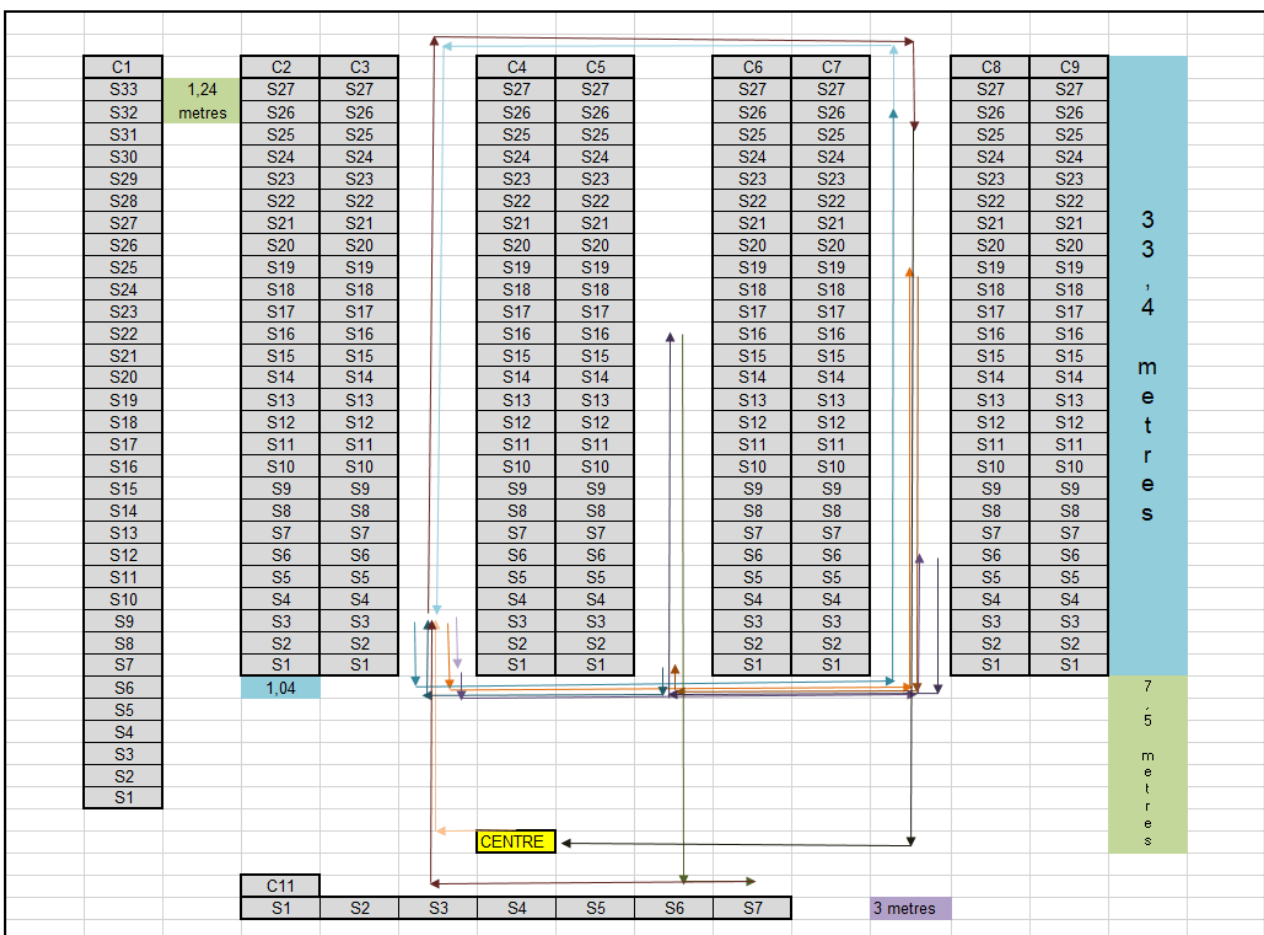 C1 C2 C3 C4 C5 C6 C7 C8 C9
S33 1,24 S27 S27 S27 S27 S27 S27 S27 S27
S32 metres S26 S26 S26 S26 S26 S26 S26 S26
S31 S25 S25 S25 S25 S25 S25 S25 S25
S30 S24 S24 S24 S24 S24 S24 S24 S24
S29 S23 S23 S23 S23 S23 S23 S23 S23
S28 S22 S22 S22 S22 S22 S22 S22 S22
S27 S21 S21 S21 S21 S21 S21 S21 S21
S26 S20 S20 S20 S20 S20 S20 S20 S20
S25 S19 S19 S19 S19 S19 S19 S19 S19
S24 S18 S18 S18 S18 S18 S18 S18 S18
S23 S17 S17 S17 S17 S17 S17 S17 S17
S22 S16 S16 S16 S16 S16 S16 S16 S16
S21 S15 S15 S15 S15 S15 S15 S15 S15
S20 S14 S14 S14 S14 S14 S14 S14 S14
S19 S13 S13 S13 S13 S13 S13 S13 S13
S18 S12 S12 S12 S12 S12 S12 S12 S12
S17 S11 S11 S11 S11 S11 S11 S11 S11
S16 S10 S10 S10 S10 S10 S10 S10 S10
S15 S9 S9 S9 S9 S9 S9 S9 S9
S14 S8 S8 S8 S8 S8 S8 S8 S8
S13 S7 S7 S7 S7 S7 S7 S7 S7
S12 S6 S6 S6 S6 S6 S6 S6 S6
S11 S5 S5 S5 S5 S5 S5 S5 S5
S10 S4 S4 S4 S4 S4 S4 S4 S4
S9 S3 S3 S3 S3 S3 S3 S3 S3
S8 S2 S2 S2 S2 S2 S2 S2 S2
S7 S1 S1 S1 S1 S1 S1 S1 S1
33,4 metres
S6 1,04
S5
S4
S3
S2
S1
7,5 metres
CENTRE
C11
S1 S2 S3 S4 S5 S6 S7 3 metres